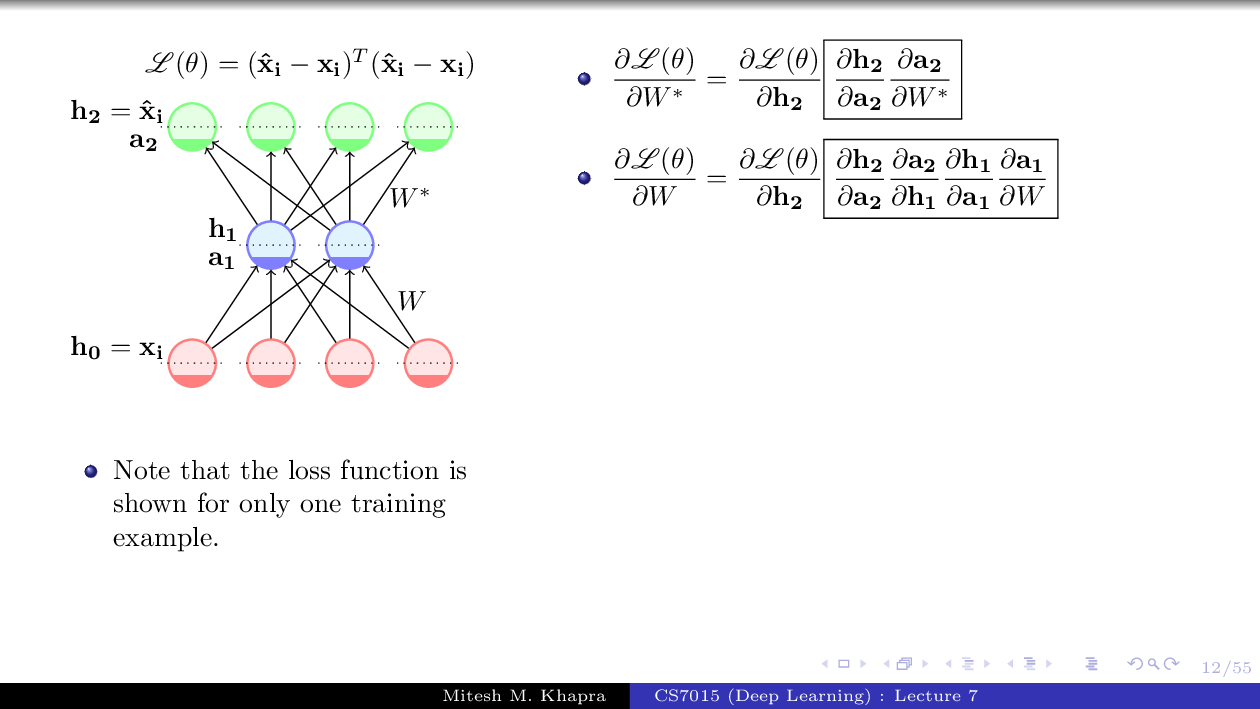 ℒ(θ) = (x̂ᵢ − xᵢ)ᵀ(x̂ᵢ − xᵢ)
h₂ = x̂ᵢ
a₂
W*
h₁
a₁
W
h₀ = xᵢ
Note that the loss function is
shown for only one training
example.
∂ℒ(θ)/∂W* = ∂ℒ(θ)/∂h₂ ∂h₂/∂a₂ ∂a₂/∂W*
∂ℒ(θ)/∂W = ∂ℒ(θ)/∂h₂ ∂h₂/∂a₂ ∂a₂/∂h₁ ∂h₁/∂a₁ ∂a₁/∂W
12/55
Mitesh M. Khapra CS7015 (Deep Learning) : Lecture 7